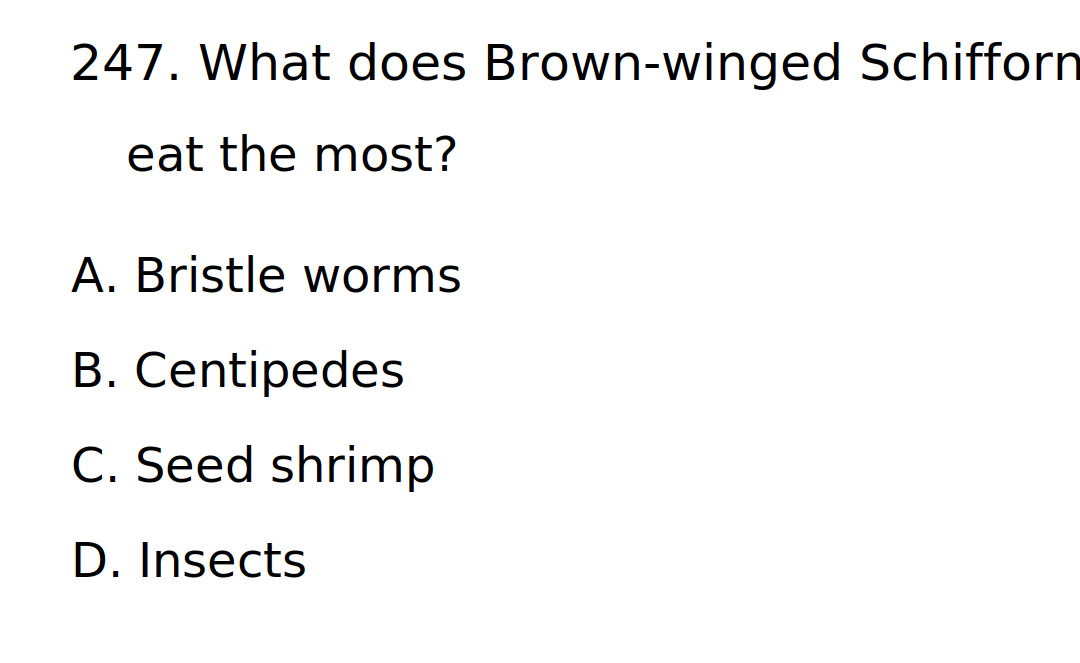 247. What does Brown-winged Schifforn
eat the most?
A. Bristle worms
B. Centipedes
C. Seed shrimp
D. Insects